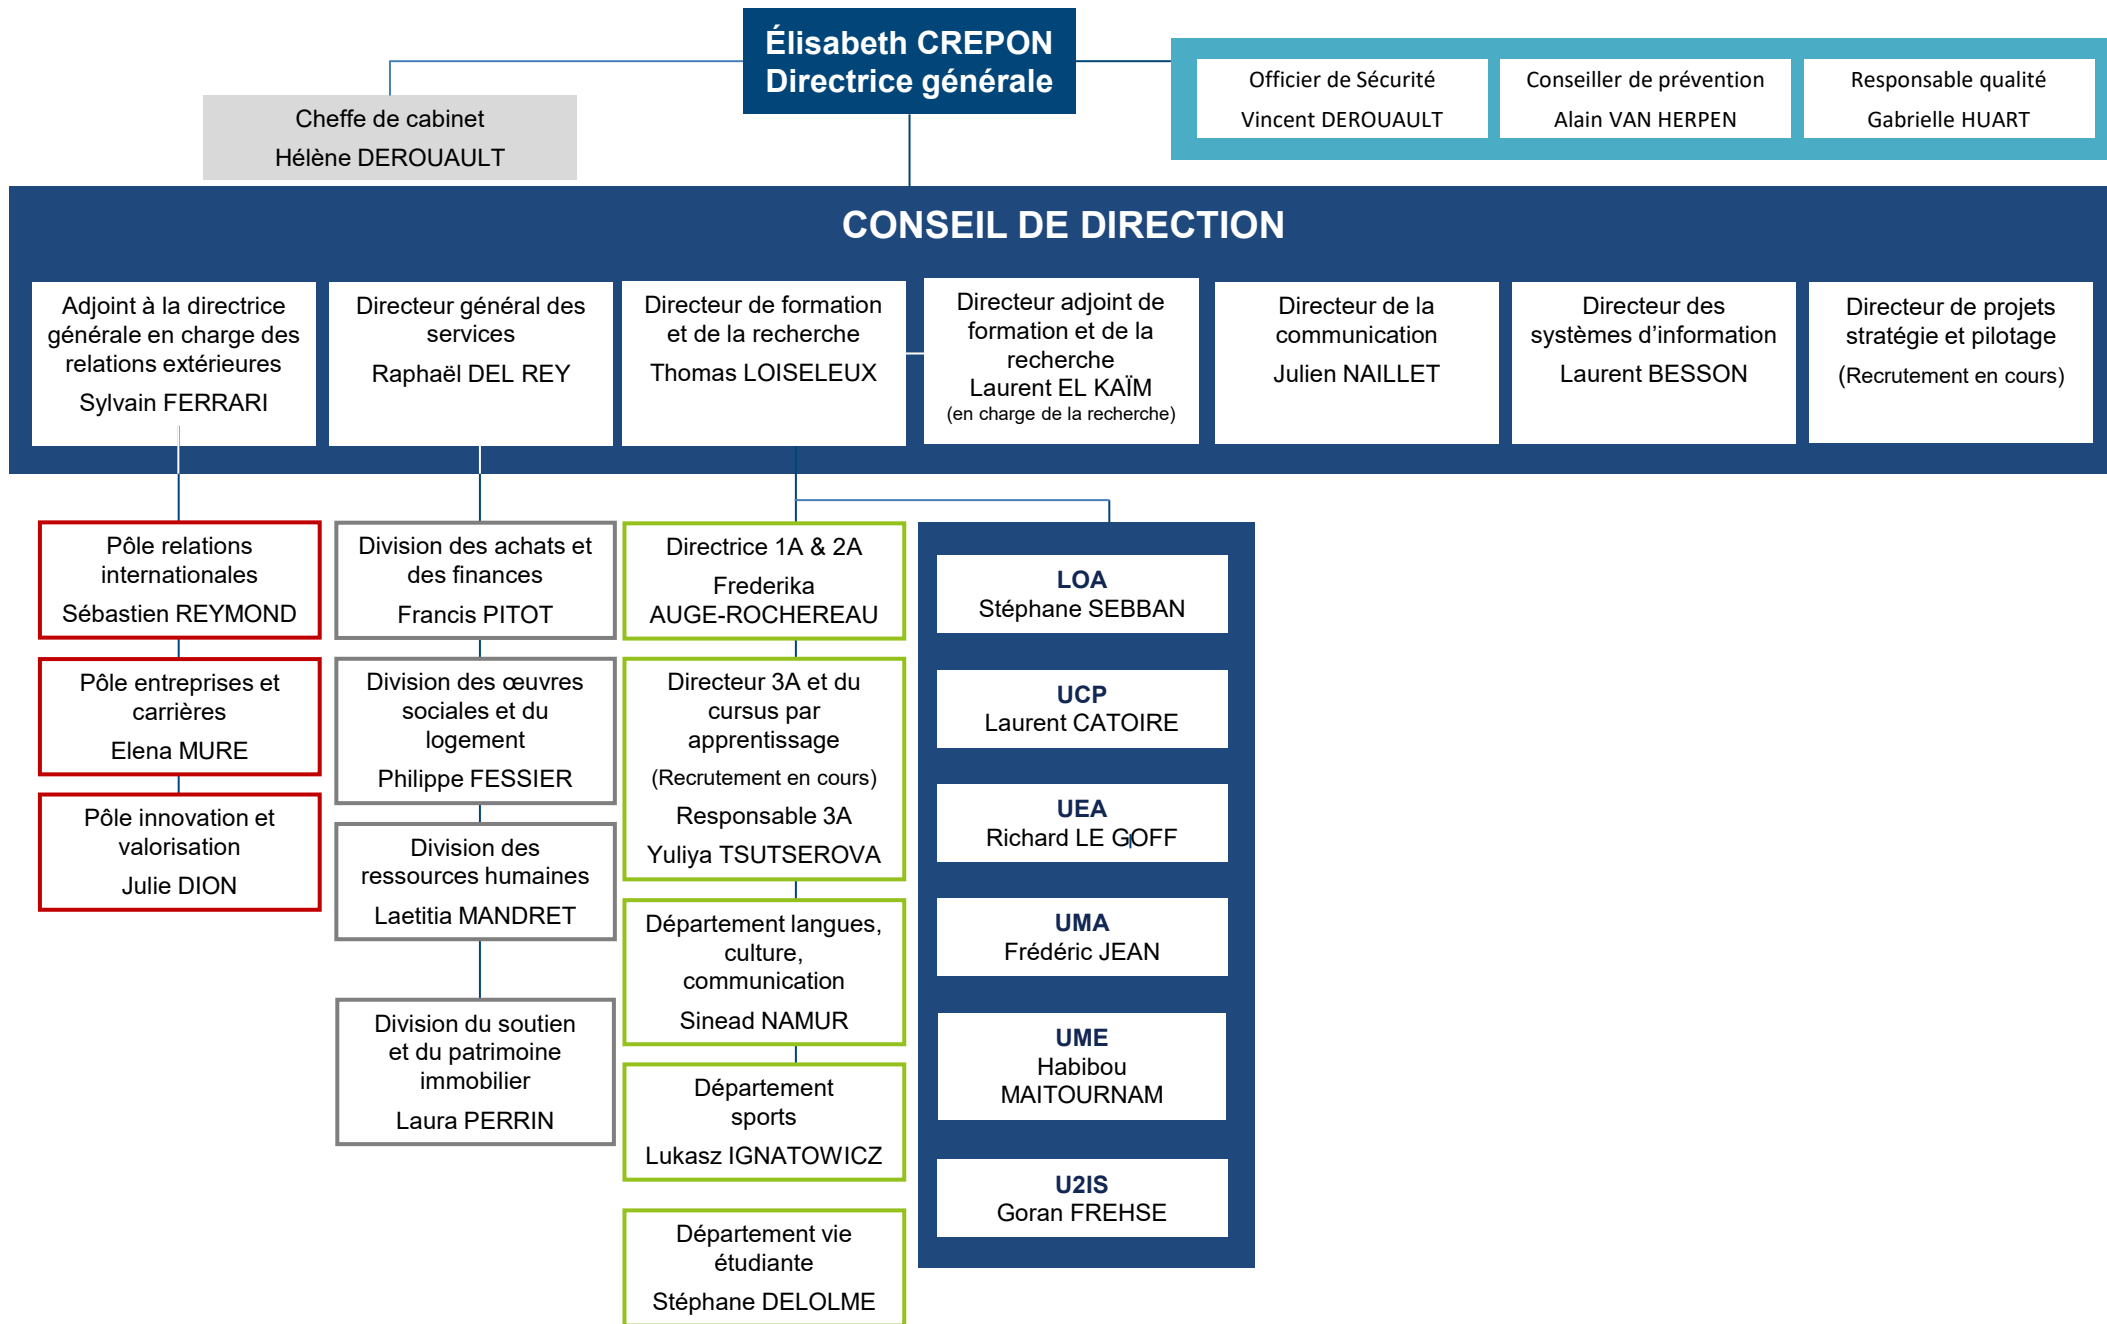 Élisabeth CREPON
Directrice générale
Cheffe de cabinet
Hélène DEROUAULT
Officier de Sécurité
Vincent DEROUAULT
Conseiller de prévention
Alain VAN HERPEN
Responsable qualité
Gabrielle HUART
CONSEIL DE DIRECTION
Adjoint à la directrice
générale en charge des
relations extérieures
Sylvain FERRARI
Directeur général des
services
Raphaël DEL REY
Directeur de formation
et de la recherche
Thomas LOISELEUX
Directeur adjoint de
formation et de la
recherche
Laurent EL KAÏM
(en charge de la recherche)
Directeur de la
communication
Julien NAILLET
Directeur des
systèmes d’information
Laurent BESSON
Directeur de projets
stratégie et pilotage
(Recrutement en cours)
Pôle relations
internationales
Sébastien REYMOND
Pôle entreprises et
carrières
Elena MURE
Pôle innovation et
valorisation
Julie DION
Division des achats et
des finances
Francis PITOT
Division des œuvres
sociales et du
logement
Philippe FESSIER
Division des
ressources humaines
Laetitia MANDRET
Division du soutien
et du patrimoine
immobilier
Laura PERRIN
Directrice 1A & 2A
Frederika
AUGE-ROCHEREAU
Directeur 3A et du
cursus par
apprentissage
(Recrutement en cours)
Responsable 3A
Yuliya TSUTSEROVA
Département langues,
culture,
communication
Sinead NAMUR
Département
sports
Lukasz IGNATOWICZ
Département vie
étudiante
Stéphane DELOLME
LOA
Stéphane SEBBAN
UCP
Laurent CATOIRE
UEA
Richard LE GOFF
UMA
Frédéric JEAN
UME
Habibou
MAITOURNAM
U2IS
Goran FREHSE